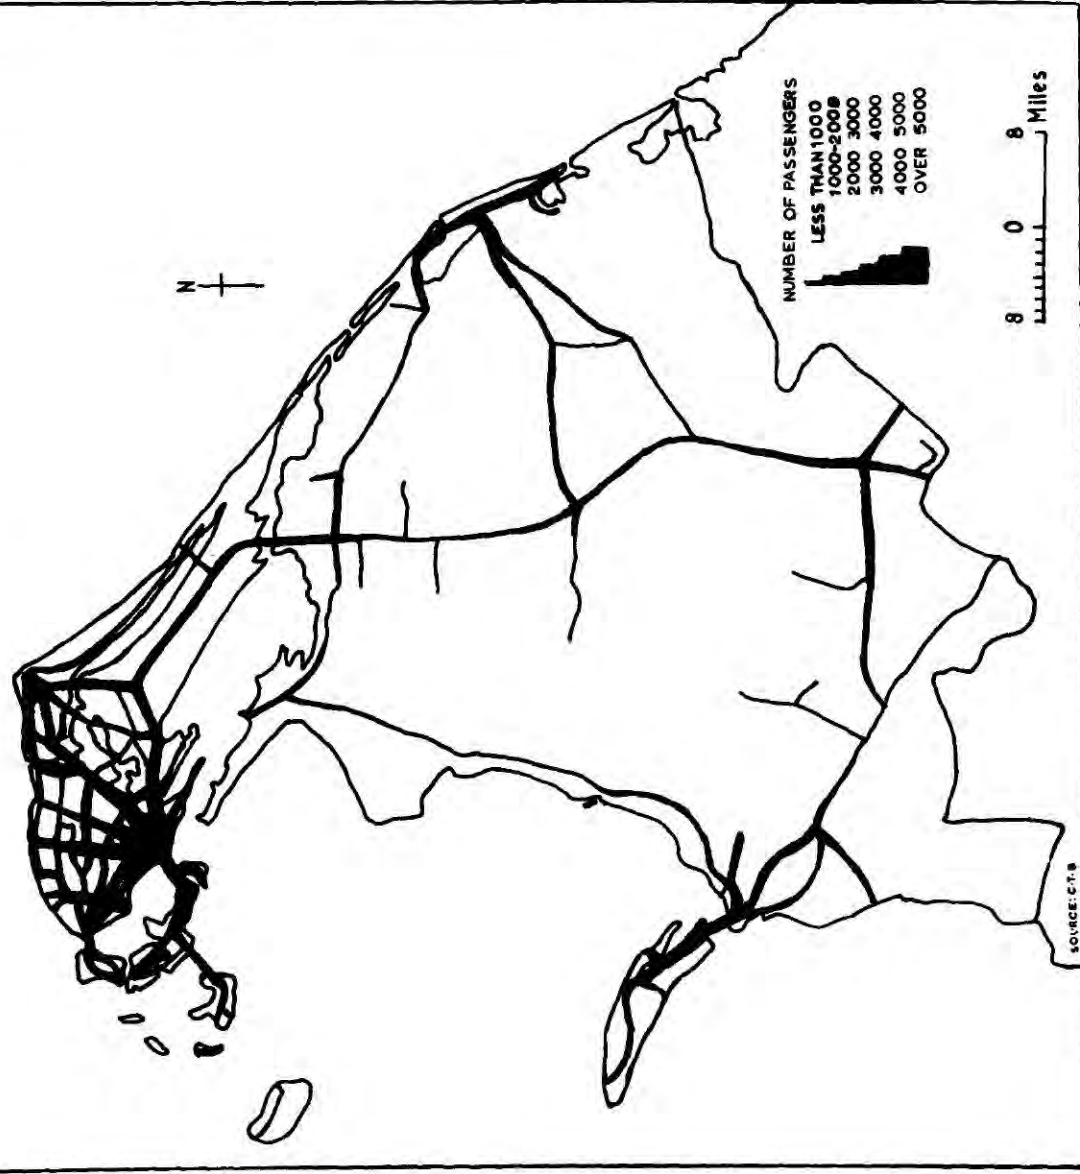 N
NUMBER OF PASSENGERS
LESS THAN 1000
1000-2000
2000 3000
3000 4000
4000 5000
OVER 5000
8 0 8 Miles
SOURCE: C.T.B